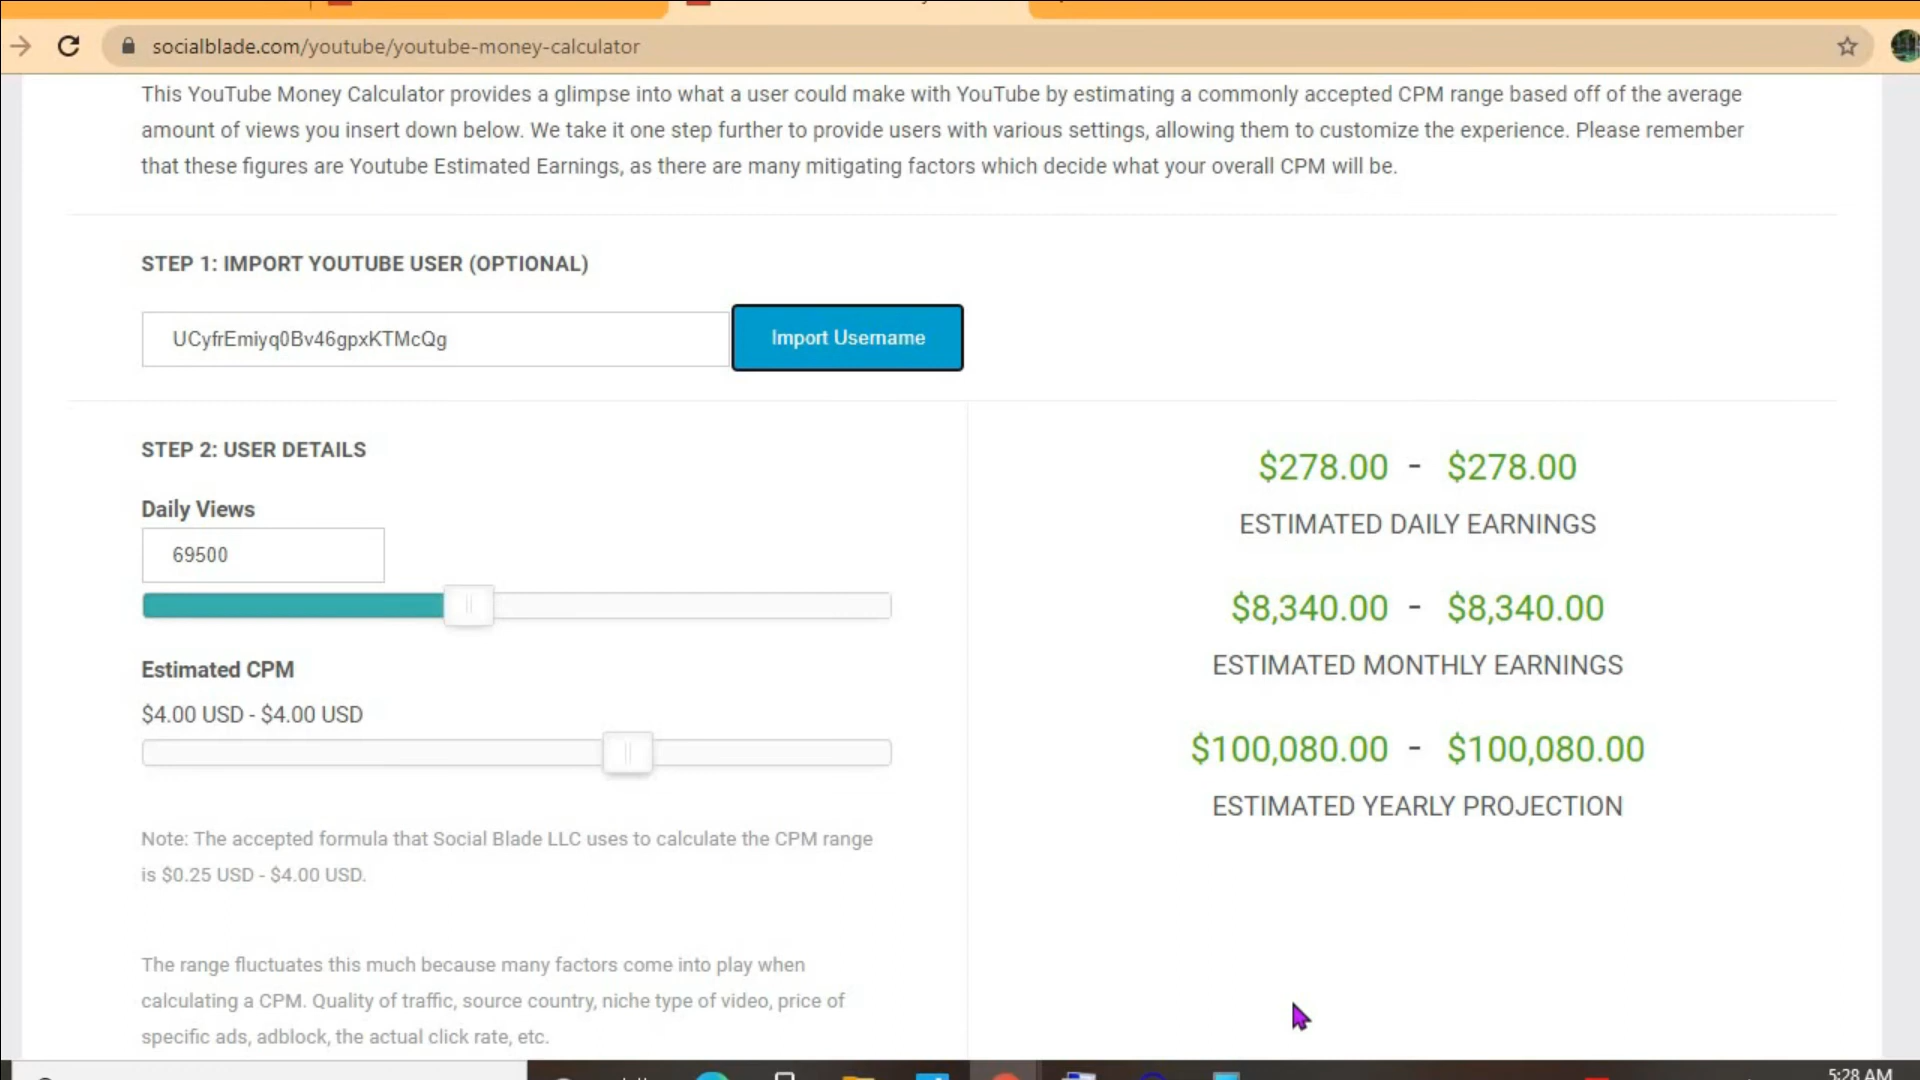 socialblade.com/youtube/youtube-money-calculator
This YouTube Money Calculator provides a glimpse into what a user could make with YouTube by estimating a commonly accepted CPM range based off of the average
amount of views you insert down below. We take it one step further to provide users with various settings, allowing them to customize the experience. Please remember
that these figures are Youtube Estimated Earnings, as there are many mitigating factors which decide what your overall CPM will be.
STEP 1: IMPORT YOUTUBE USER (OPTIONAL)
UCyfrEmiyq0Bv46gpxKTMcQg
Import Username
STEP 2: USER DETAILS
Daily Views
69500
Estimated CPM
$4.00 USD - $4.00 USD
Note: The accepted formula that Social Blade LLC uses to calculate the CPM range
is $0.25 USD - $4.00 USD.
The range fluctuates this much because many factors come into play when
calculating a CPM. Quality of traffic, source country, niche type of video, price of
specific ads, adblock, the actual click rate, etc.
$278.00 - $278.00
ESTIMATED DAILY EARNINGS
$8,340.00 - $8,340.00
ESTIMATED MONTHLY EARNINGS
$100,080.00 - $100,080.00
ESTIMATED YEARLY PROJECTION
5:28 AM